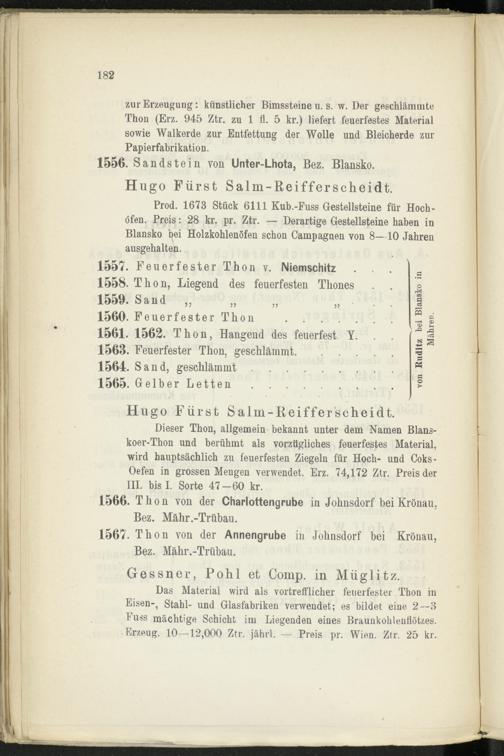 182
zur Erzeugung: künstlicher Bimssteine u. s. w. Der geschlämmte
Thon (Erz. 945 Ztr. zu 1 fl. 5 kr.) liefert feuerfestes Material
sowie Walkerde zur Entfettung der Wolle und Bleicherde zur
Papierfabrikation.
1556. Sandstein von Unter-Lhota, Bez. Blansko.
Hugo Fürst Salm-Reifferscheidt.
Prod. 1673 Stück 6111 Kub.-Fuss Gestellsteine für Hoch-
öfen. Preis: 28 kr. pr. Ztr. — Derartige Gestellsteine haben in
Blansko bei Holzkohlenöfen schon Campagnen von 8—10 Jahren
ausgehalten.
1557. Feuerfester Thon v. Niemschitz . . .
1558. Thon, Liegend des feuerfesten Thones . .
1559. Sand „ „ „ „ . .
1560. Feuerfester Thon . . . . . .
1561. 1562. Thon, Hangend des feuerfest Y. . .
1563. Feuerfester Thon, geschlämmt. . . . .
1564. Sand, geschlämmt . . . . . . .
1565. Gelber Letten . . . . . . .
von Ruditz bei Blansko in
Mähren.
Hugo Fürst Salm-Reifferscheidt.
Dieser Thon, allgemein bekannt unter dem Namen Blans-
koer-Thon und berühmt als vorzügliches feuerfestes Material,
wird hauptsächlich zu feuerfesten Ziegeln für Hoch- und Coks-
Oefen in grossen Mengen verwendet. Erz. 74,172 Ztr. Preis der
III. bis I. Sorte 47—60 kr.
1566. Thon von der Charlottengrube in Johnsdorf bei Krönau,
Bez. Mähr.-Trübau.
1567. Thon von der Annengrube in Johnsdorf bei Krönau,
Bez. Mähr.-Trübau.
Gessner, Pohl et Comp. in Müglitz.
Das Material wird als vortrefflicher feuerfester Thon in
Eisen-, Stahl- und Glasfabriken verwendet; es bildet eine 2—3
Fuss mächtige Schicht im Liegenden eines Braunkohlenflötzes.
Erzeug. 10—12,000 Ztr. jährl. — Preis pr. Wien. Ztr. 25 kr.